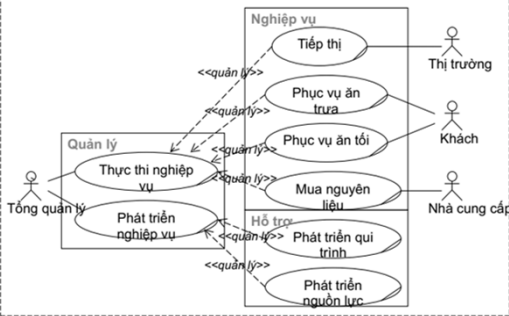 Nghiệp vụ
Tiếp thị
Thị trường
<<quản lý>>
Phục vụ ăn
trưa
<<quản lý>>
Khách
Quản lý
Phục vụ ăn tối
<<quản lý>>
Thực thi nghiệp
vụ
<<quản lý>>
Mua nguyên
liệu
Nhà cung cấp
Tổng quản lý
Phát triển
nghiệp vụ
Hỗ trợ
<<quản lý>>
Phát triển qui
trình
<<quản lý>>
Phát triển
nguồn lực